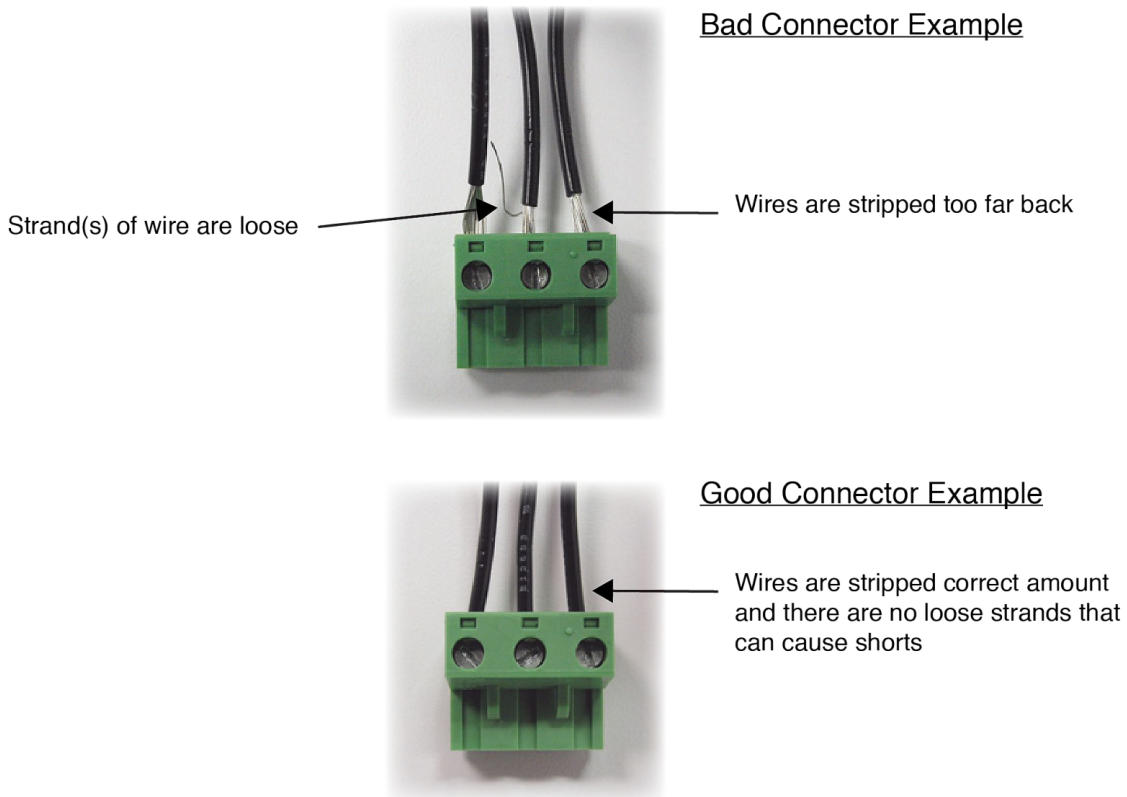 Bad Connector Example
Strand(s) of wire are loose
Wires are stripped too far back
Good Connector Example
Wires are stripped correct amount
and there are no loose strands that
can cause shorts